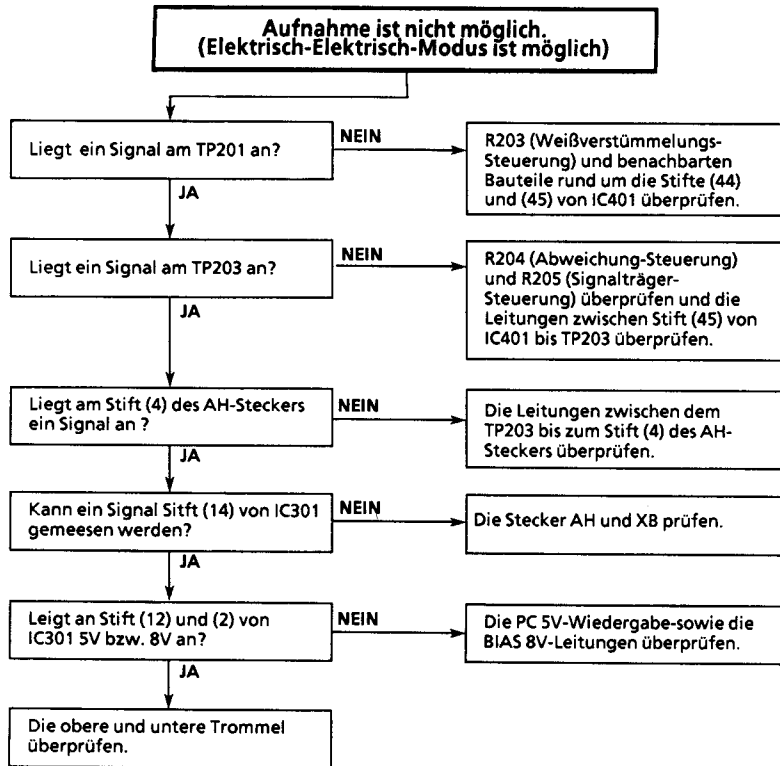 Aufnahme ist nicht möglich.
(Elektrisch-Elektrisch-Modus ist möglich)
Liegt ein Signal am TP201 an?
NEIN
R203 (Weißverstümmelungs-
Steuerung) und benachbarten
Bauteile rund um die Stifte (44)
und (45) von IC401 überprüfen.
JA
Liegt ein Signal am TP203 an?
NEIN
R204 (Abweichung-Steuerung)
und R205 (Signalträger-
Steuerung) überprüfen und die
Leitungen zwischen Stift (45) von
IC401 bis TP203 überprüfen.
JA
Liegt am Stift (4) des AH-Steckers
ein Signal an ?
NEIN
Die Leitungen zwischen dem
TP203 bis zum Stift (4) des AH-
Steckers überprüfen.
JA
Kann ein Signal Sitft (14) von IC301
gemeesen werden?
NEIN
Die Stecker AH und XB prüfen.
JA
Leigt an Stift (12) und (2) von
IC301 5V bzw. 8V an?
NEIN
Die PC 5V-Wiedergabe-sowie die
BIAS 8V-Leitungen überprüfen.
JA
Die obere und untere Trommel
überprüfen.